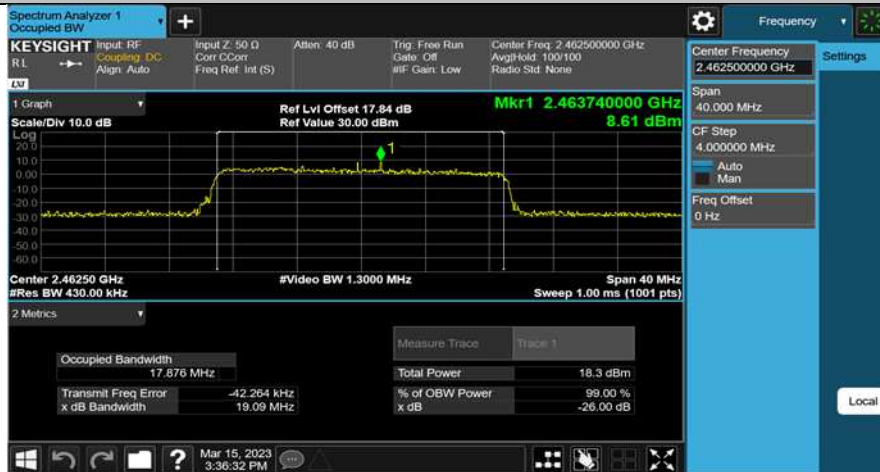 Spectrum Analyzer 1
Occupied BW
+
Frequency
KEYSIGHT
RL
LXI
Input: RF
Coupling: DC
Align: Auto
Input Z: 50 Ω
Corr CCorr
Freq Ref: Int (S)
Atten: 40 dB
Trig: Free Run
Gate: Off
#IF Gain: Low
Center Freq: 2.462500000 GHz
Avg|Hold: 100/100
Radio Std: None
Center Frequency
2.462500000 GHz
Settings
Span
40.000 MHz
CF Step
4.000000 MHz
Auto
Man
Freq Offset
0 Hz
Local
1 Graph
Scale/Div 10.0 dB
Ref Lvl Offset 17.84 dB
Ref Value 30.00 dBm
Mkr1 2.463740000 GHz
8.61 dBm
Log
20.0
10.0
0.00
-10.0
-20.0
-30.0
-40.0
-50.0
-60.0
1
Center 2.46250 GHz
#Res BW 430.00 kHz
#Video BW 1.3000 MHz
Span 40 MHz
Sweep 1.00 ms (1001 pts)
2 Metrics
Measure Trace
Trace 1
Occupied Bandwidth
17.876 MHz
Total Power
18.3 dBm
Transmit Freq Error
-42.264 kHz
% of OBW Power
99.00 %
x dB Bandwidth
19.09 MHz
x dB
-26.00 dB
?
Mar 15, 2023
3:36:32 PM